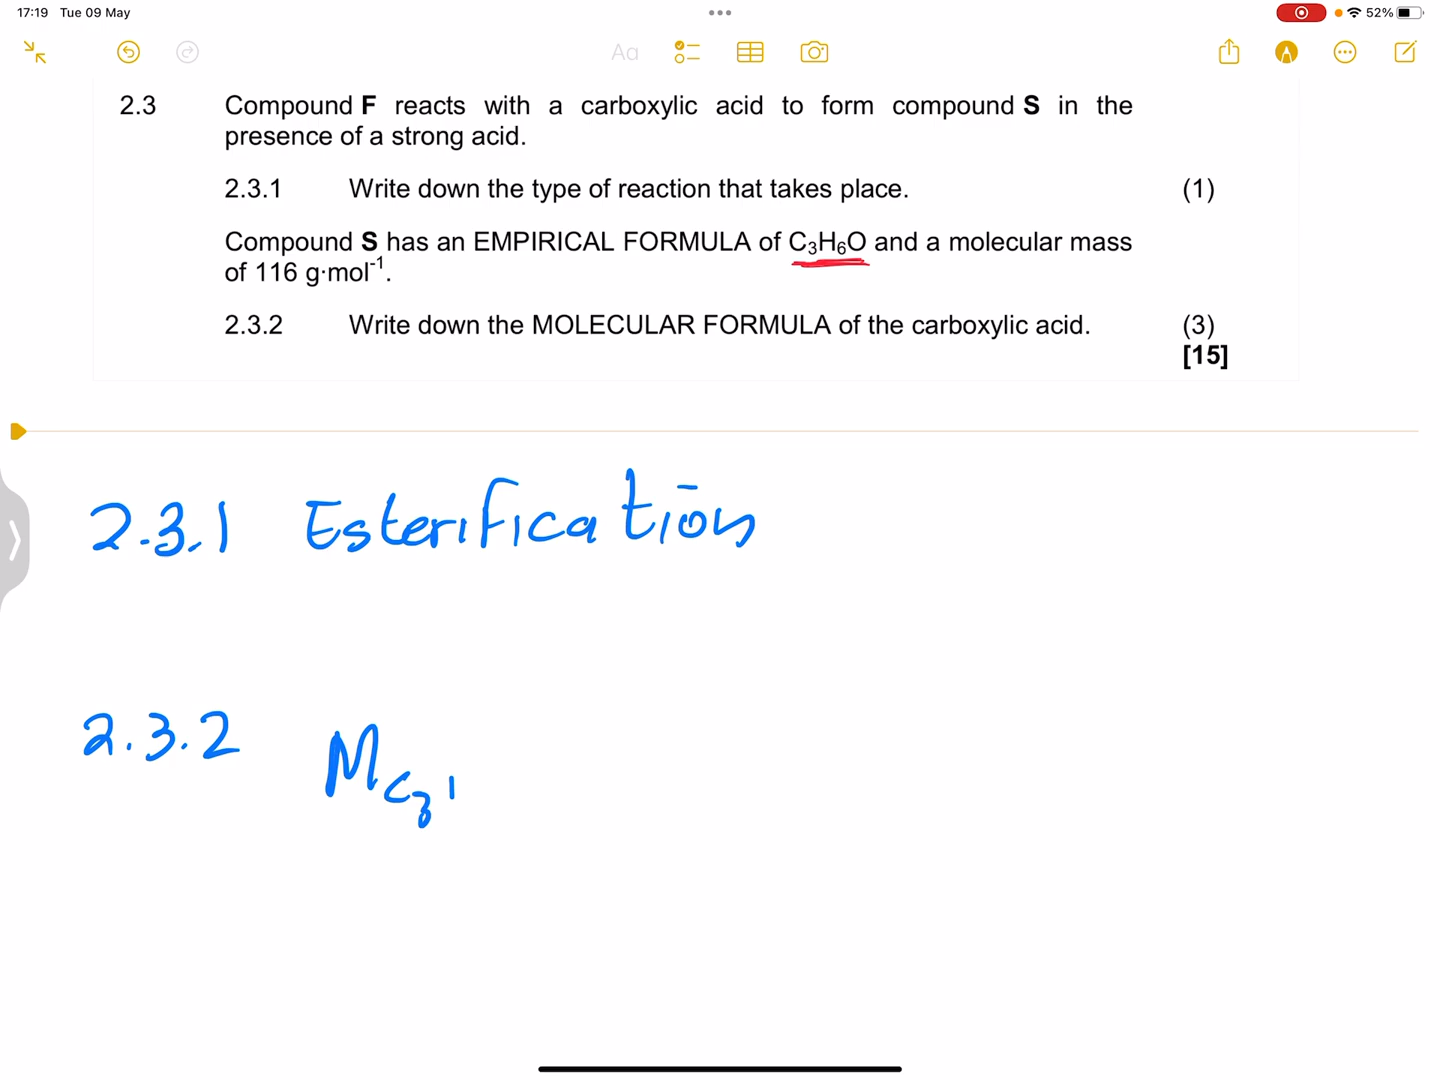 17:19 Tue 09 May
52%
Aa
2.3 Compound F reacts with a carboxylic acid to form compound S in the
presence of a strong acid.
2.3.1 Write down the type of reaction that takes place. (1)
Compound S has an EMPIRICAL FORMULA of C₃H₆O and a molecular mass
of 116 g·mol⁻¹.
2.3.2 Write down the MOLECULAR FORMULA of the carboxylic acid. (3)
[15]
2.3.1 Esterification
2.3.2 M C₃